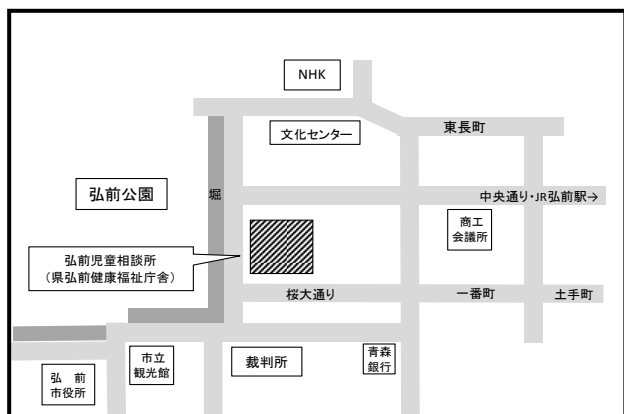 NHK
文化センター
東長町
弘前公園
堀
中央通り・JR弘前駅→
商工
会議所
弘前児童相談所
（県弘前健康福祉庁舎）
桜大通り
一番町
土手町
市立
観光館
裁判所
青森
銀行
弘 前
市役所